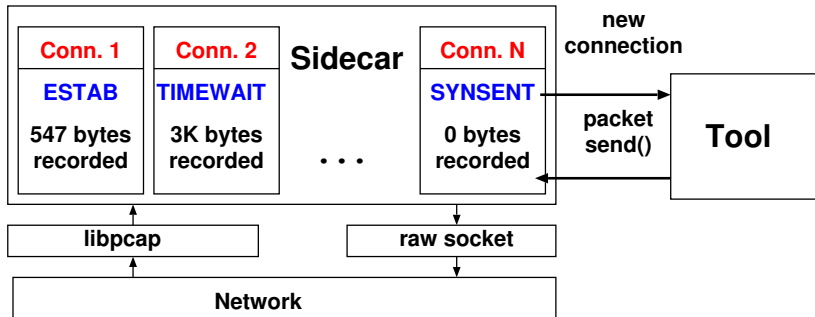 Conn. 1
ESTAB
547 bytes
recorded
Conn. 2
TIMEWAIT
3K bytes
recorded
Sidecar
. . .
Conn. N
SYNSENT
0 bytes
recorded
new
connection
packet
send()
Tool
libpcap
raw socket
Network